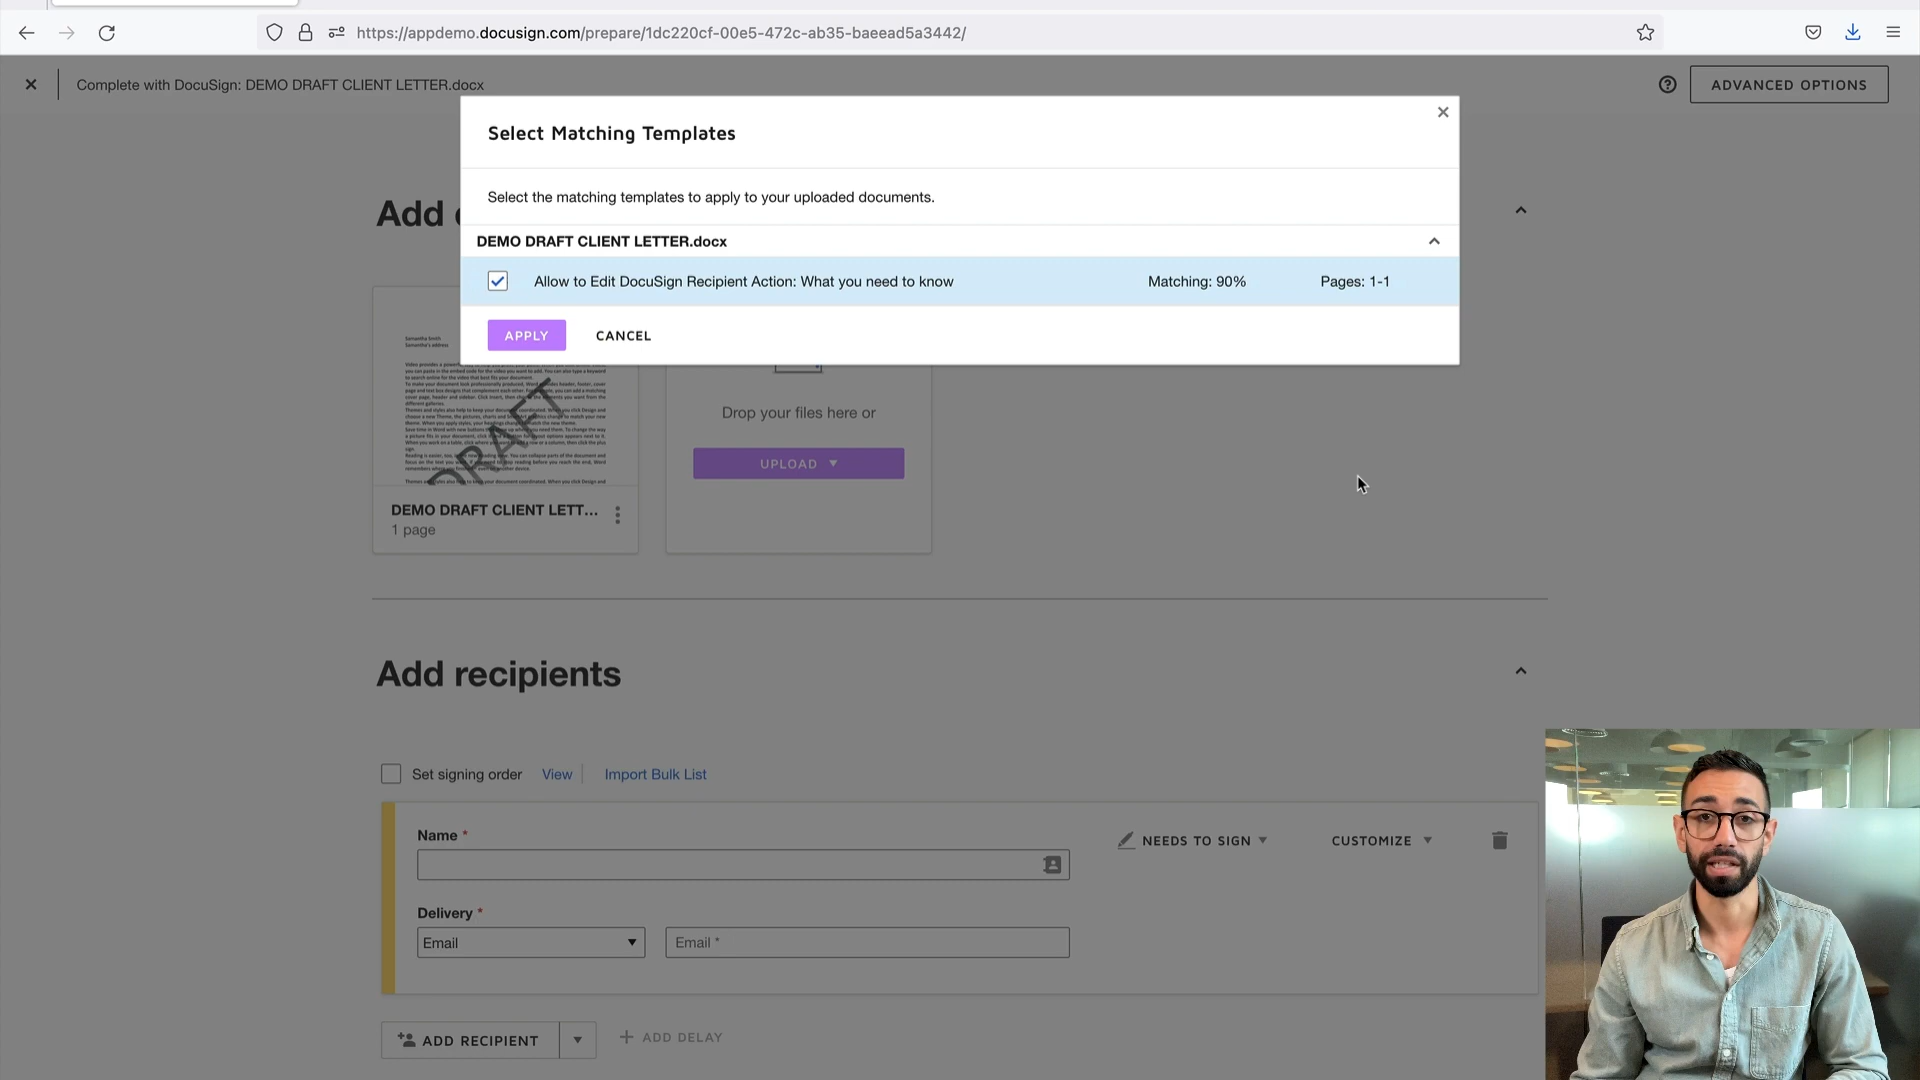 https://appdemo.docusign.com/prepare/1dc220cf-00e5-472c-ab35-baeead5a3442/
Complete with DocuSign: DEMO DRAFT CLIENT LETTER.docx
ADVANCED OPTIONS
Select Matching Templates
Select the matching templates to apply to your uploaded documents.
Add
DEMO DRAFT CLIENT LETTER.docx
Allow to Edit DocuSign Recipient Action: What you need to know Matching: 90% Pages: 1-1
APPLY CANCEL
Samantha Smith
Samantha's address
DRAFT
Drop your files here or
UPLOAD
DEMO DRAFT CLIENT LETT...
1 page
Add recipients
Set signing order View Import Bulk List
Name *
NEEDS TO SIGN CUSTOMIZE
Delivery *
Email Email *
ADD RECIPIENT ADD DELAY